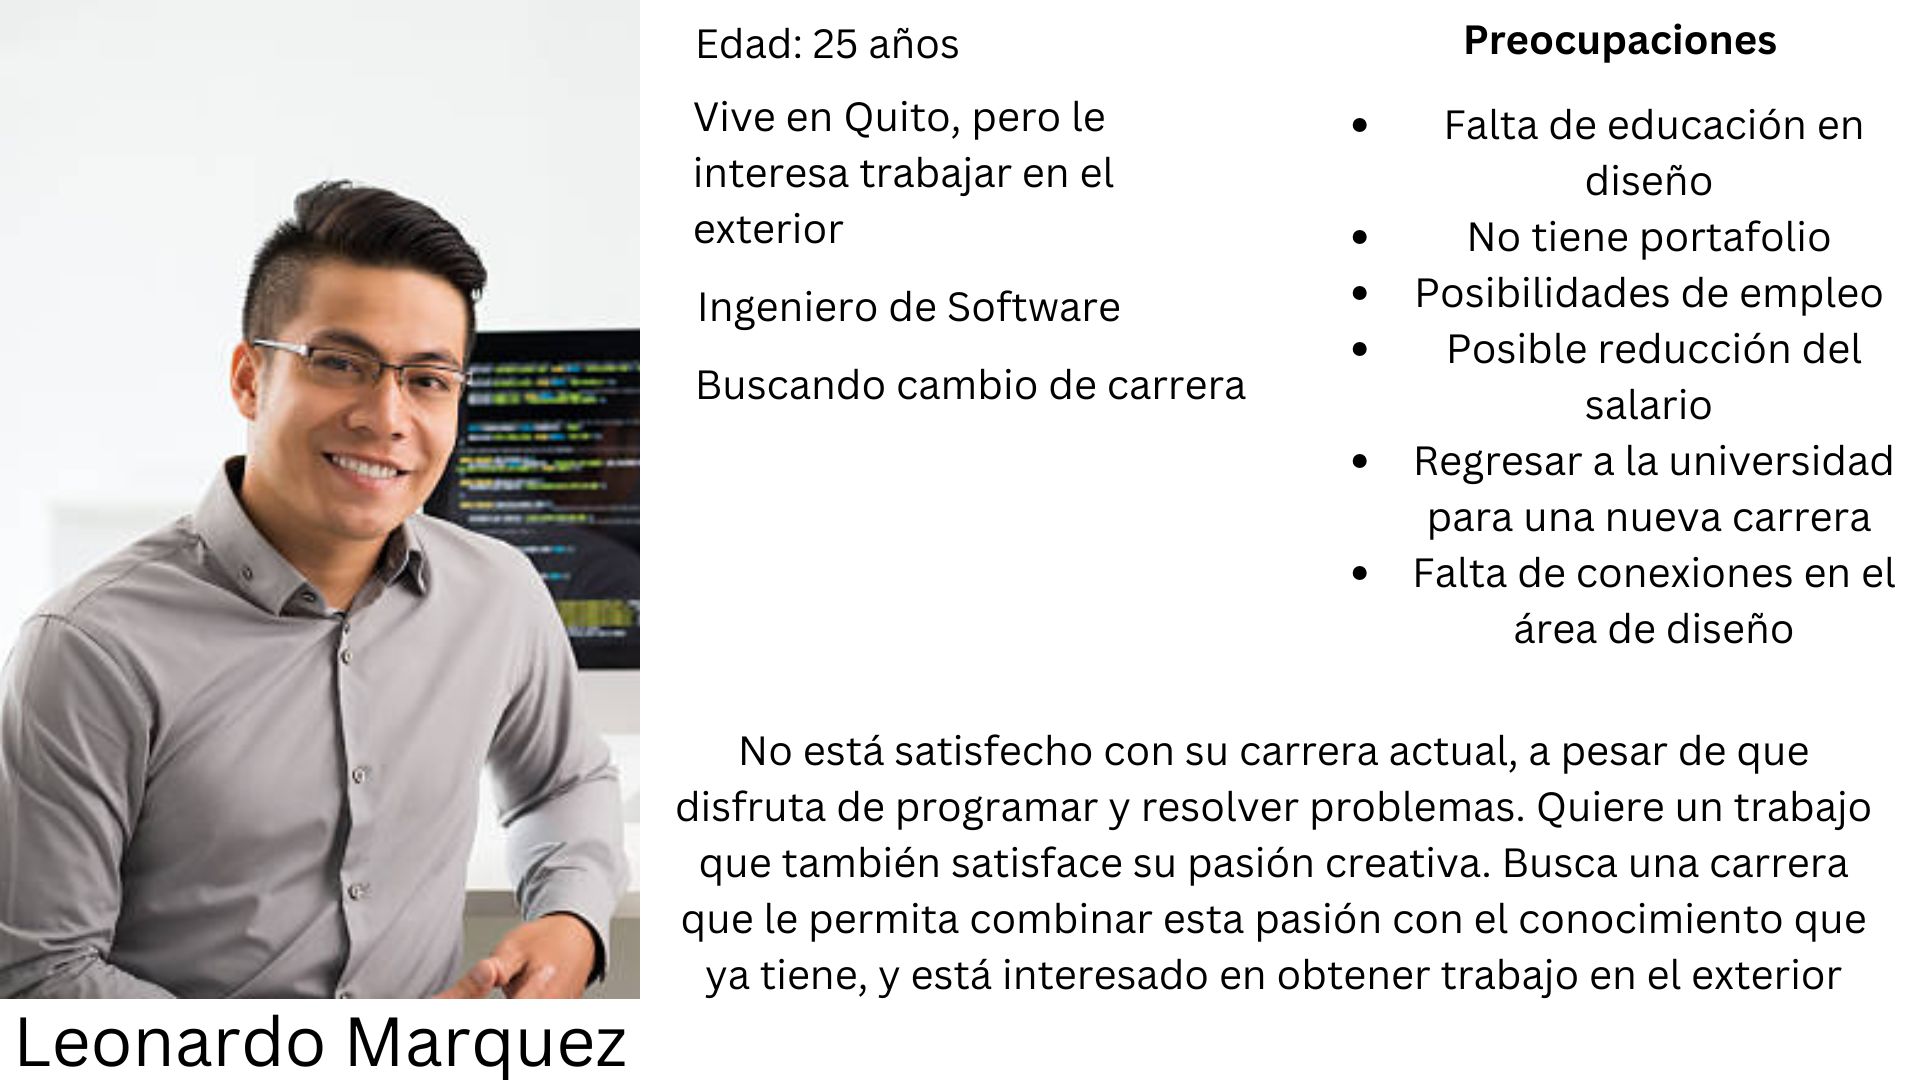 Edad: 25 años
Vive en Quito, pero le
interesa trabajar en el
exterior
Ingeniero de Software
Buscando cambio de carrera
Preocupaciones
• Falta de educación en
diseño
• No tiene portafolio
• Posibilidades de empleo
• Posible reducción del
salario
• Regresar a la universidad
para una nueva carrera
• Falta de conexiones en el
área de diseño
No está satisfecho con su carrera actual, a pesar de que
disfruta de programar y resolver problemas. Quiere un trabajo
que también satisface su pasión creativa. Busca una carrera
que le permita combinar esta pasión con el conocimiento que
ya tiene, y está interesado en obtener trabajo en el exterior
Leonardo Marquez